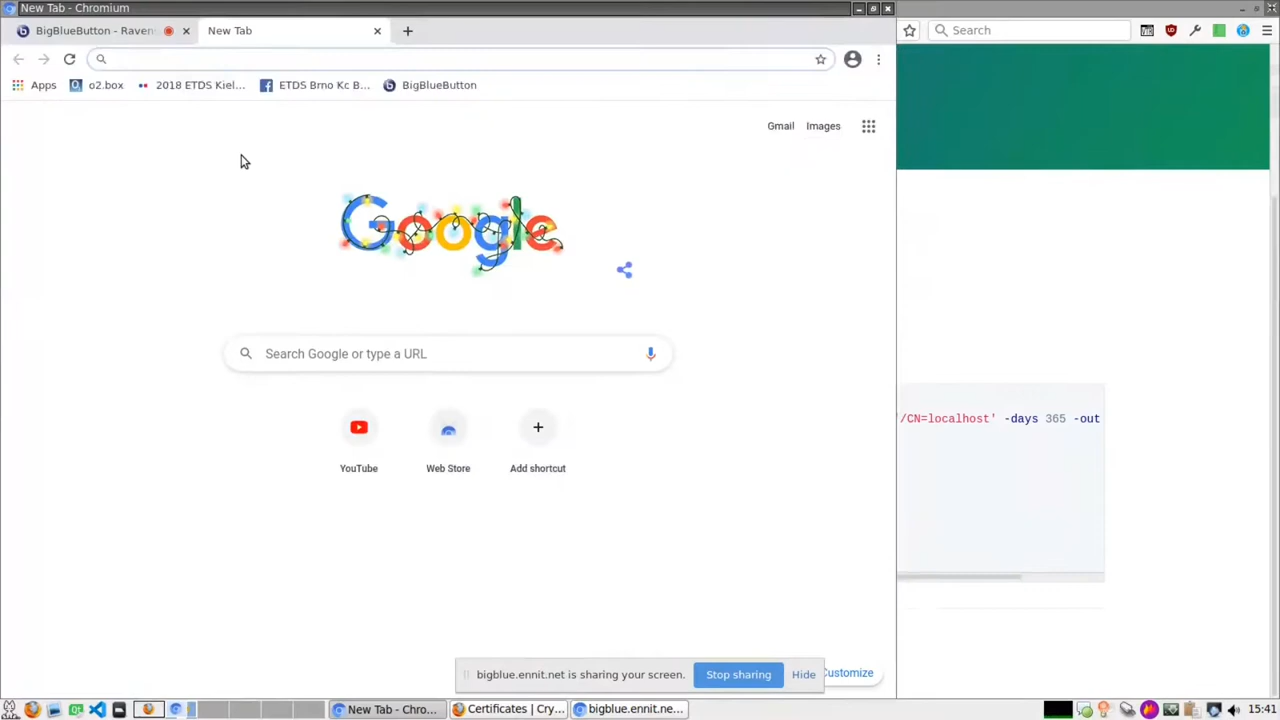 New Tab - Chromium
BigBlueButton - Raven
New Tab
Search
Apps
o2.box
2018 ETDS Kiel...
ETDS Brno Kc B...
BigBlueButton
Gmail
Images
Google
Search Google or type a URL
'/CN=localhost' -days 365 -out
YouTube
Web Store
Add shortcut
bigblue.ennit.net is sharing your screen.
Stop sharing
Hide
Customize
New Tab - Chro...
Certificates | Cry...
bigblue.ennit.ne...
15:41